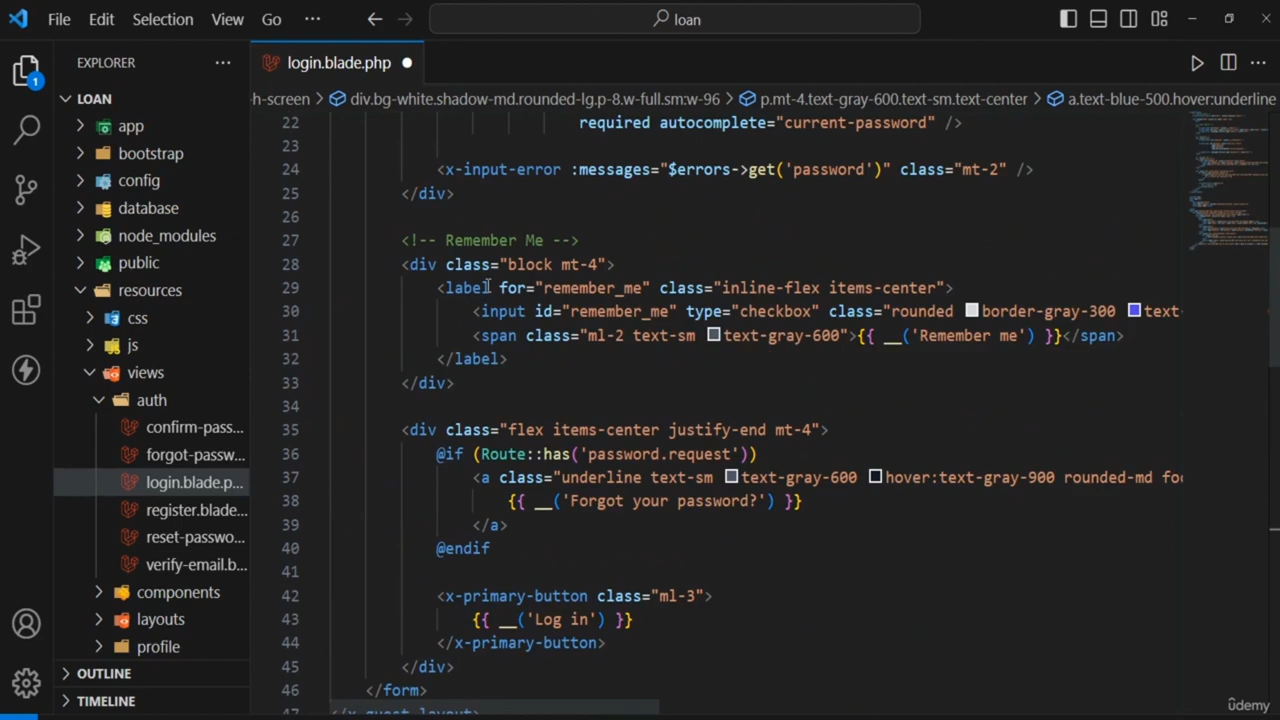 File Edit Selection View Go ··· loan
EXPLORER ···
login.blade.php
1
LOAN
h-screen > div.bg-white.shadow-md.rounded-lg.p-8.w-full.sm:w-96 > p.mt-4.text-gray-600.text-sm.text-center > a.text-blue-500.hover:underline
app
bootstrap
config
database
node_modules
public
resources
css
js
views
auth
confirm-pass...
forgot-passw...
login.blade.p...
register.blade...
reset-passwo...
verify-email.b...
components
layouts
profile
OUTLINE
TIMELINE
22 required autocomplete="current-password" />
23
24 <x-input-error :messages="$errors->get('password')" class="mt-2" />
25 </div>
26
27 <!-- Remember Me -->
28 <div class="block mt-4">
29 <label for="remember_me" class="inline-flex items-center">
30 <input id="remember_me" type="checkbox" class="rounded border-gray-300 text-
31 <span class="ml-2 text-sm text-gray-600">{{ __('Remember me') }}</span>
32 </label>
33 </div>
34
35 <div class="flex items-center justify-end mt-4">
36 @if (Route::has('password.request'))
37 <a class="underline text-sm text-gray-600 hover:text-gray-900 rounded-md foc
38 {{ __('Forgot your password?') }}
39 </a>
40 @endif
41
42 <x-primary-button class="ml-3">
43 {{ __('Log in') }}
44 </x-primary-button>
45 </div>
46 </form>
47 </x-guest-layout>
ûdemy